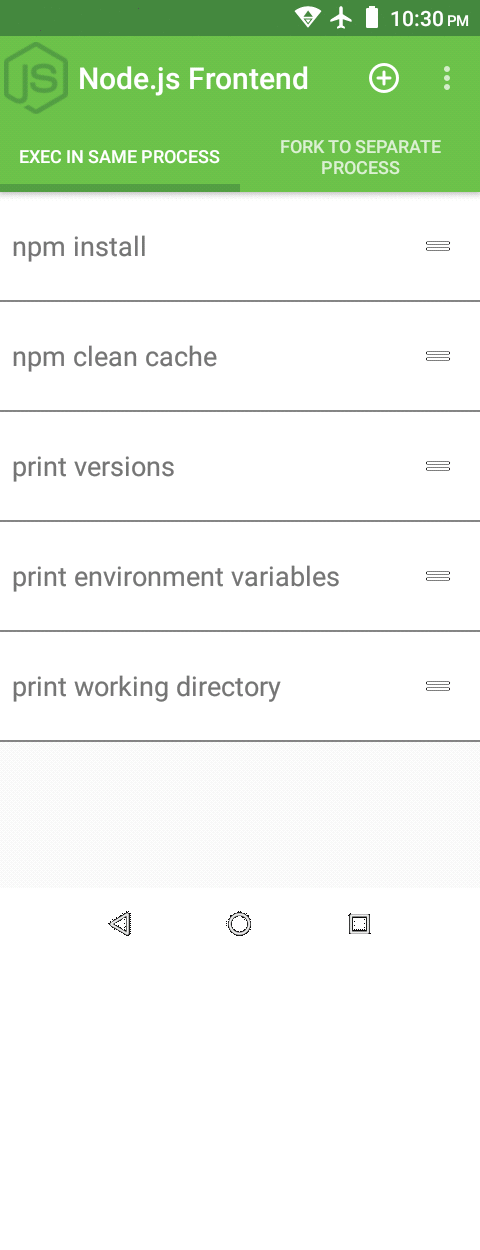 10:30 PM
JS Node.js Frontend
EXEC IN SAME PROCESS
FORK TO SEPARATE
PROCESS
npm install
npm clean cache
print versions
print environment variables
print working directory